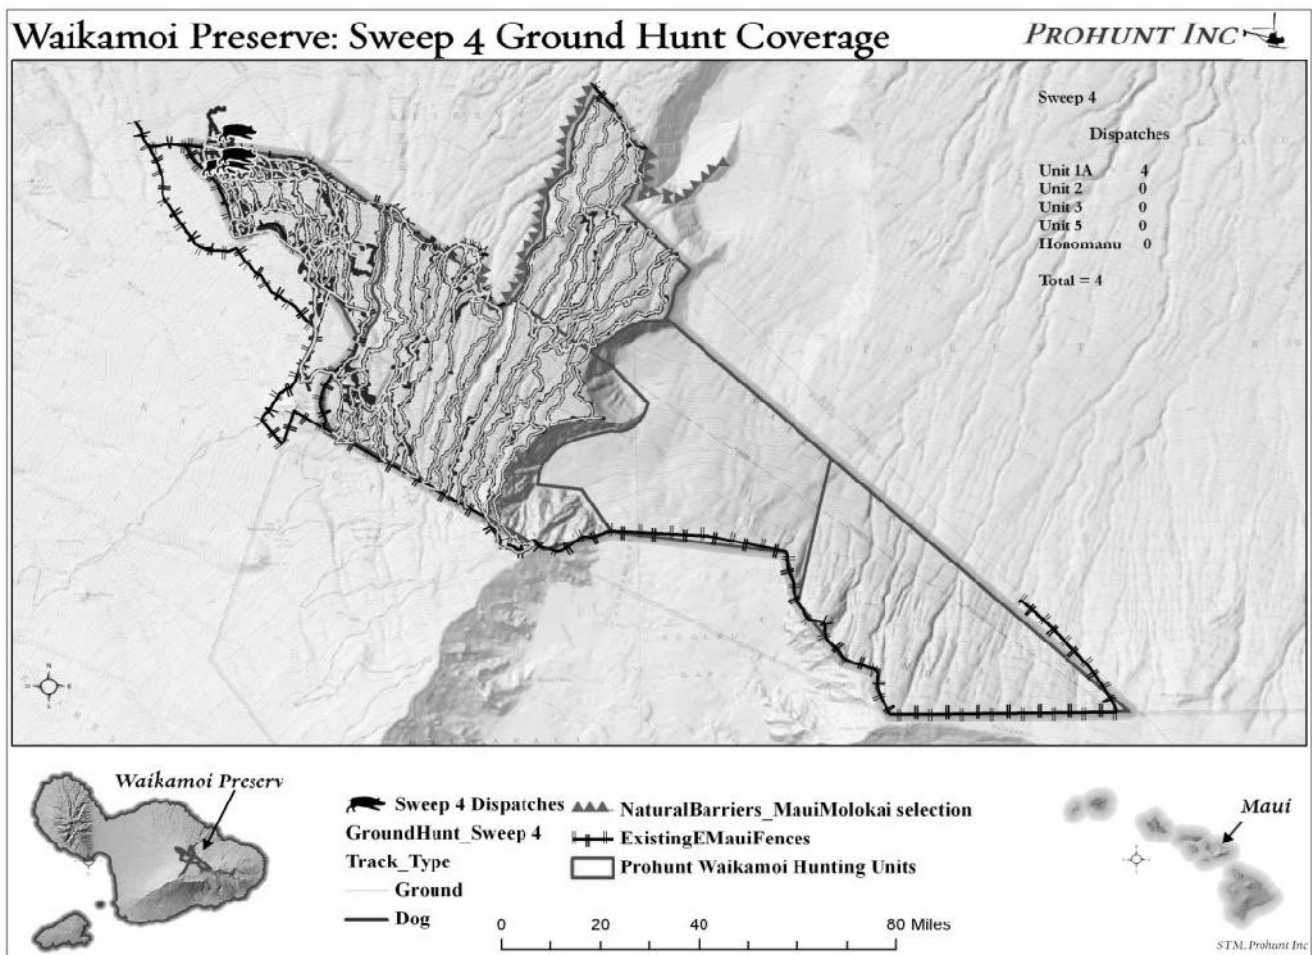 Waikamoi Preserve: Sweep 4 Ground Hunt Coverage
PROHUNT INC
Sweep 4
Dispatches
Unit 1A 4
Unit 2 0
Unit 3 0
Unit 5 0
Honomanu 0
Total = 4
N
W E
S
Waikamoi Preserv
Sweep 4 Dispatches
GroundHunt_Sweep 4
Track_Type
Ground
Dog
NaturalBarriers_MauiMolokai selection
ExistingEMauiFences
Prohunt Waikamoi Hunting Units
0 20 40 80 Miles
Maui
STM, Prohunt Inc